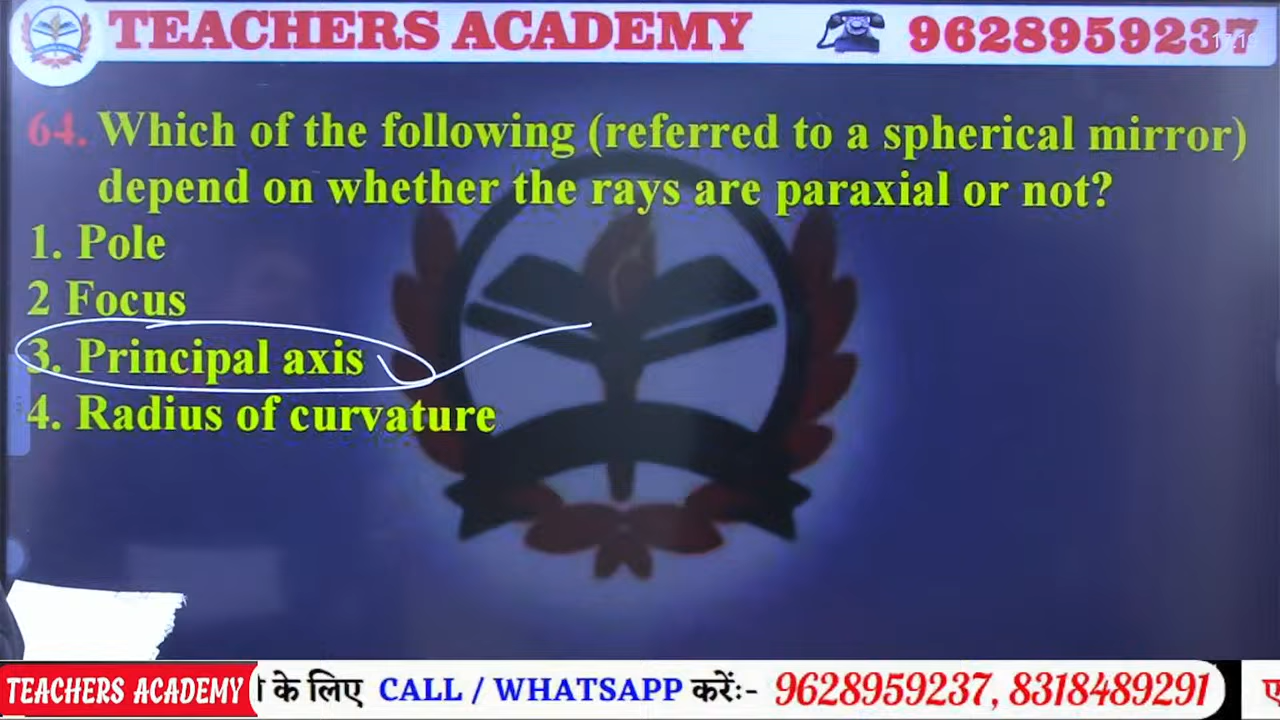 TEACHERS ACADEMY
9628959237
17:19
64. Which of the following (referred to a spherical mirror)
depend on whether the rays are paraxial or not?
1. Pole
2 Focus
3. Principal axis
4. Radius of curvature
TEACHERS ACADEMY
के लिए CALL / WHATSAPP करें:- 9628959237, 8318489291